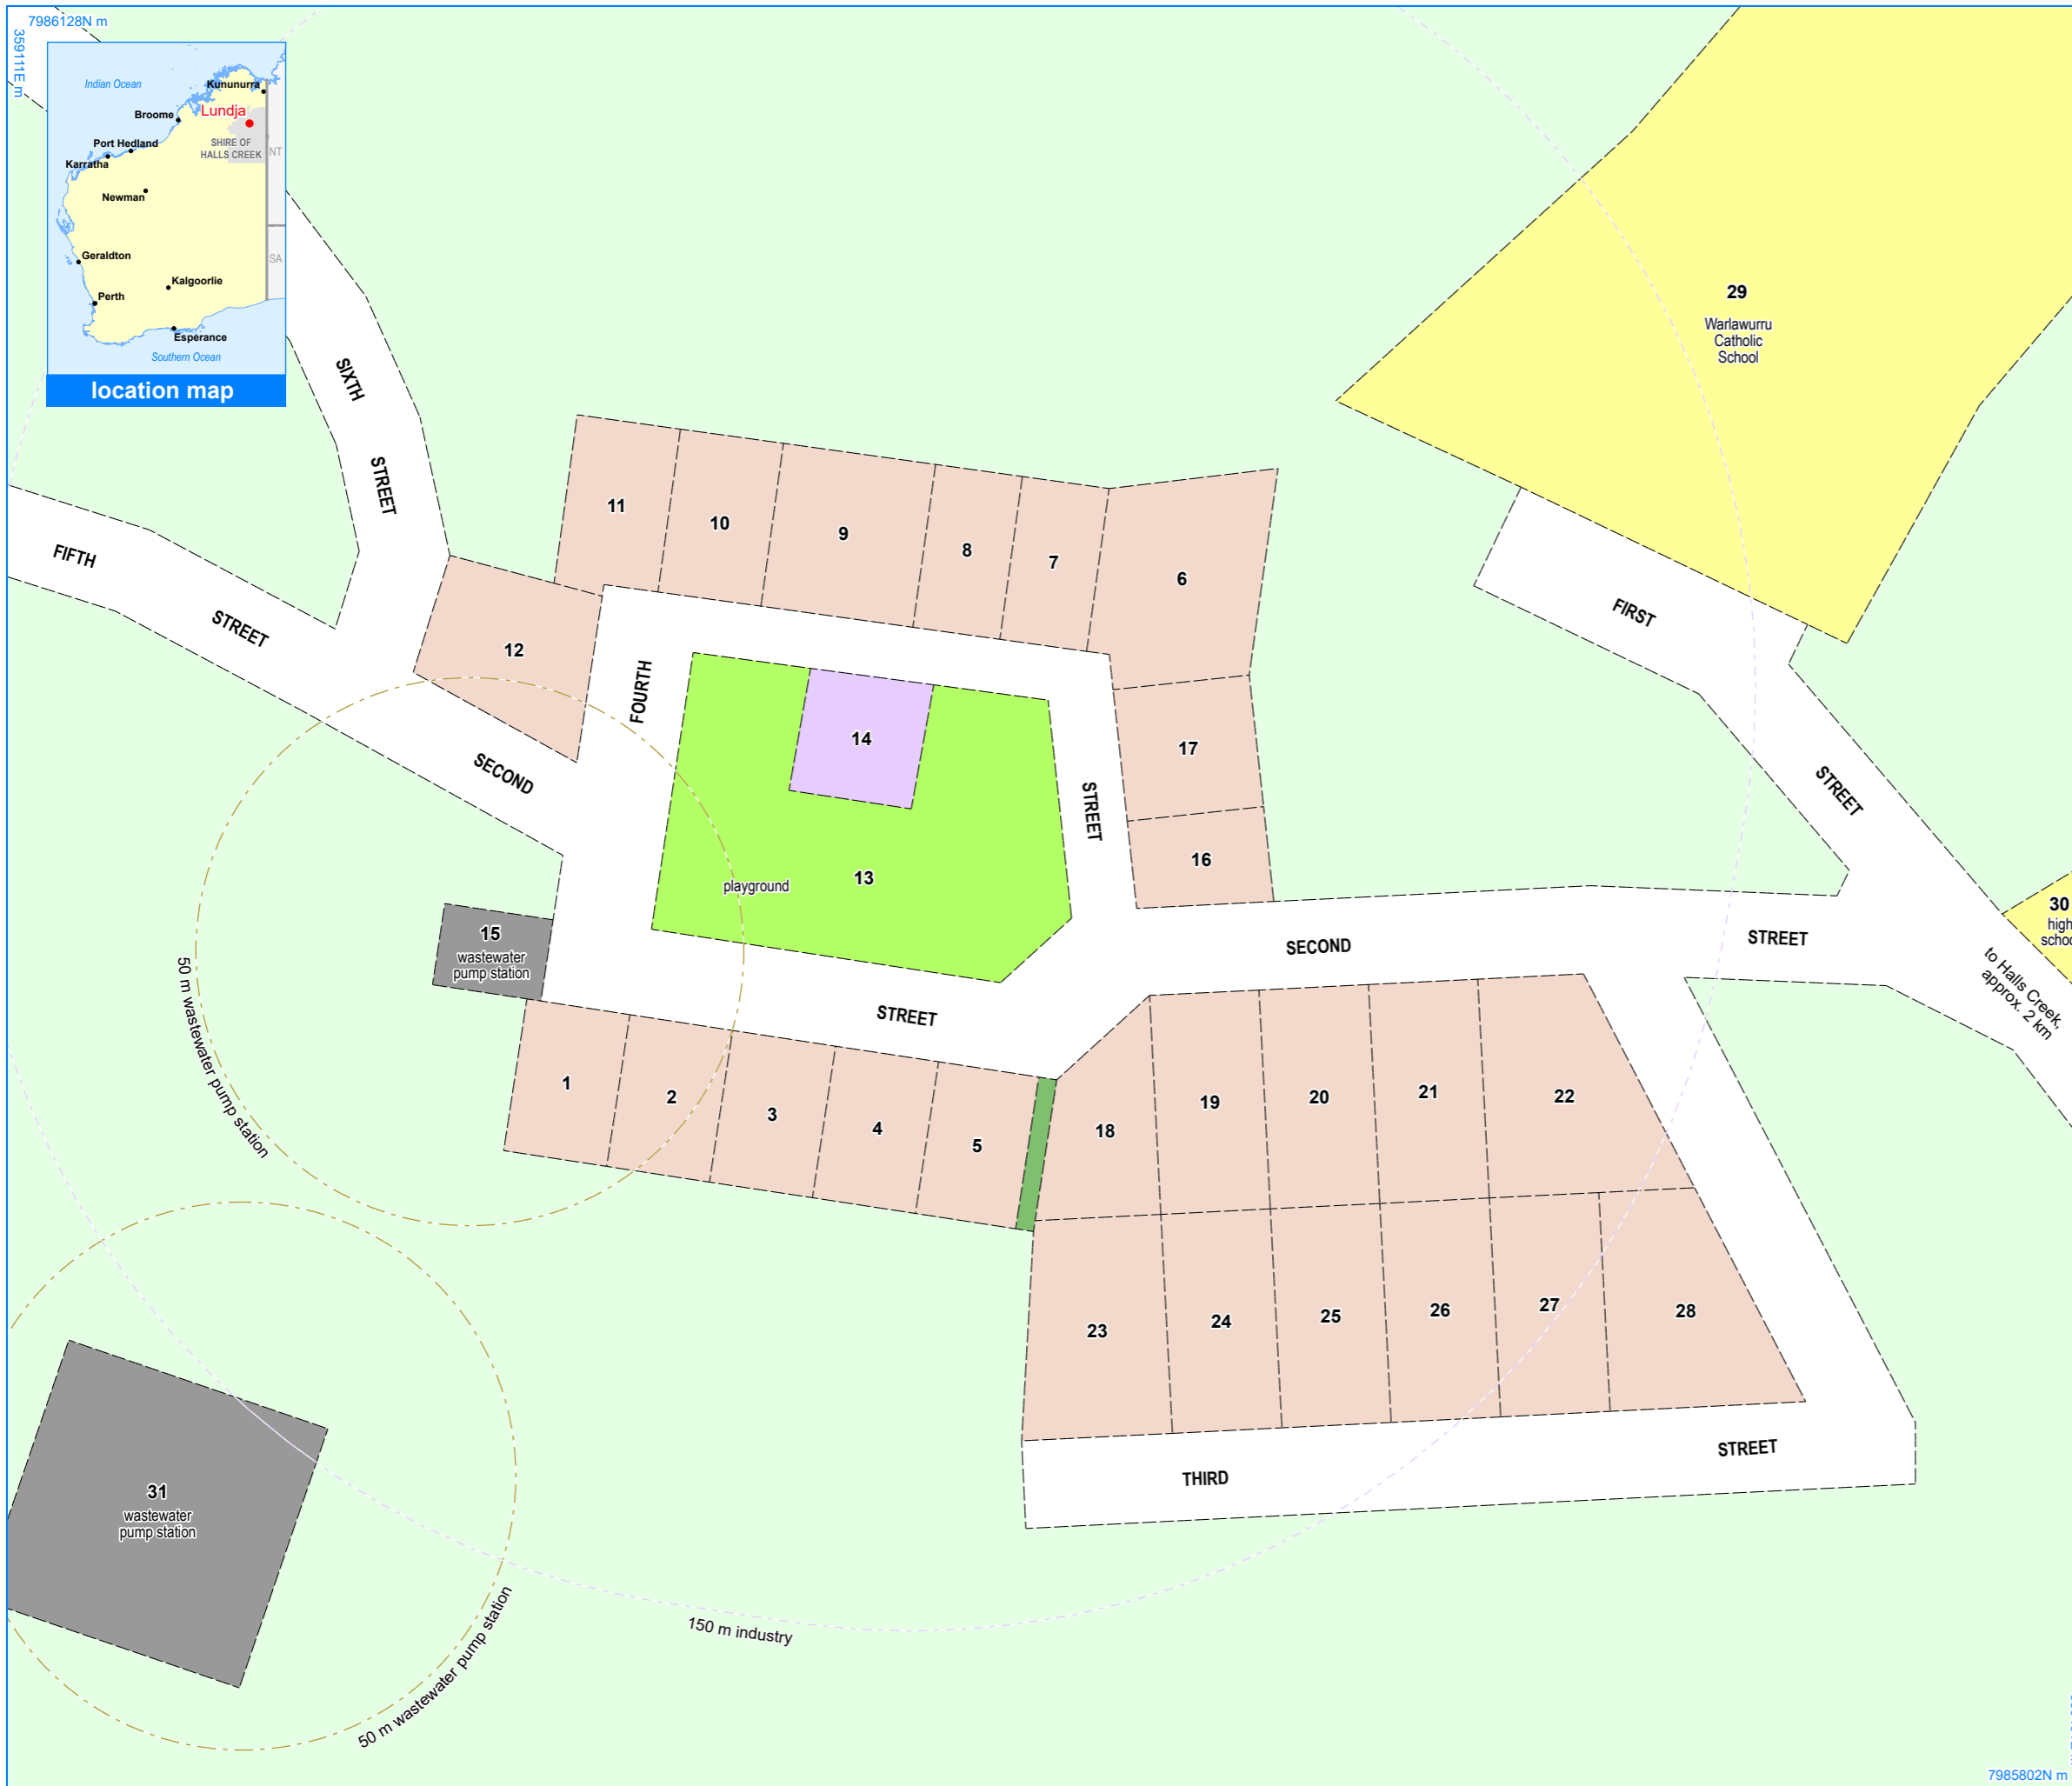 7986128N m
359111E m
Indian Ocean
Kununurra
Lundja
Broome
SHIRE OF
HALLS CREEK
NT
Port Hedland
Karratha
Newman
Geraldton
SA
Kalgoorlie
Perth
Esperance
Southern Ocean
location map
29
Warlawurru
Catholic
School
SIXTH
STREET
FIFTH
STREET
11
10
9
8
7
6
12
FOURTH
STREET
FIRST
STREET
14
17
SECOND
16
13
playground
15
wastewater
pump station
SECOND
STREET
30
high
to Halls Creek,
approx. 2 km
STREET
50 m wastewater pump station
1
2
3
4
5
18
19
20
21
22
23
24
25
26
27
28
THIRD
STREET
31
wastewater
pump station
150 m industry
50 m wastewater pump station
7985802N m